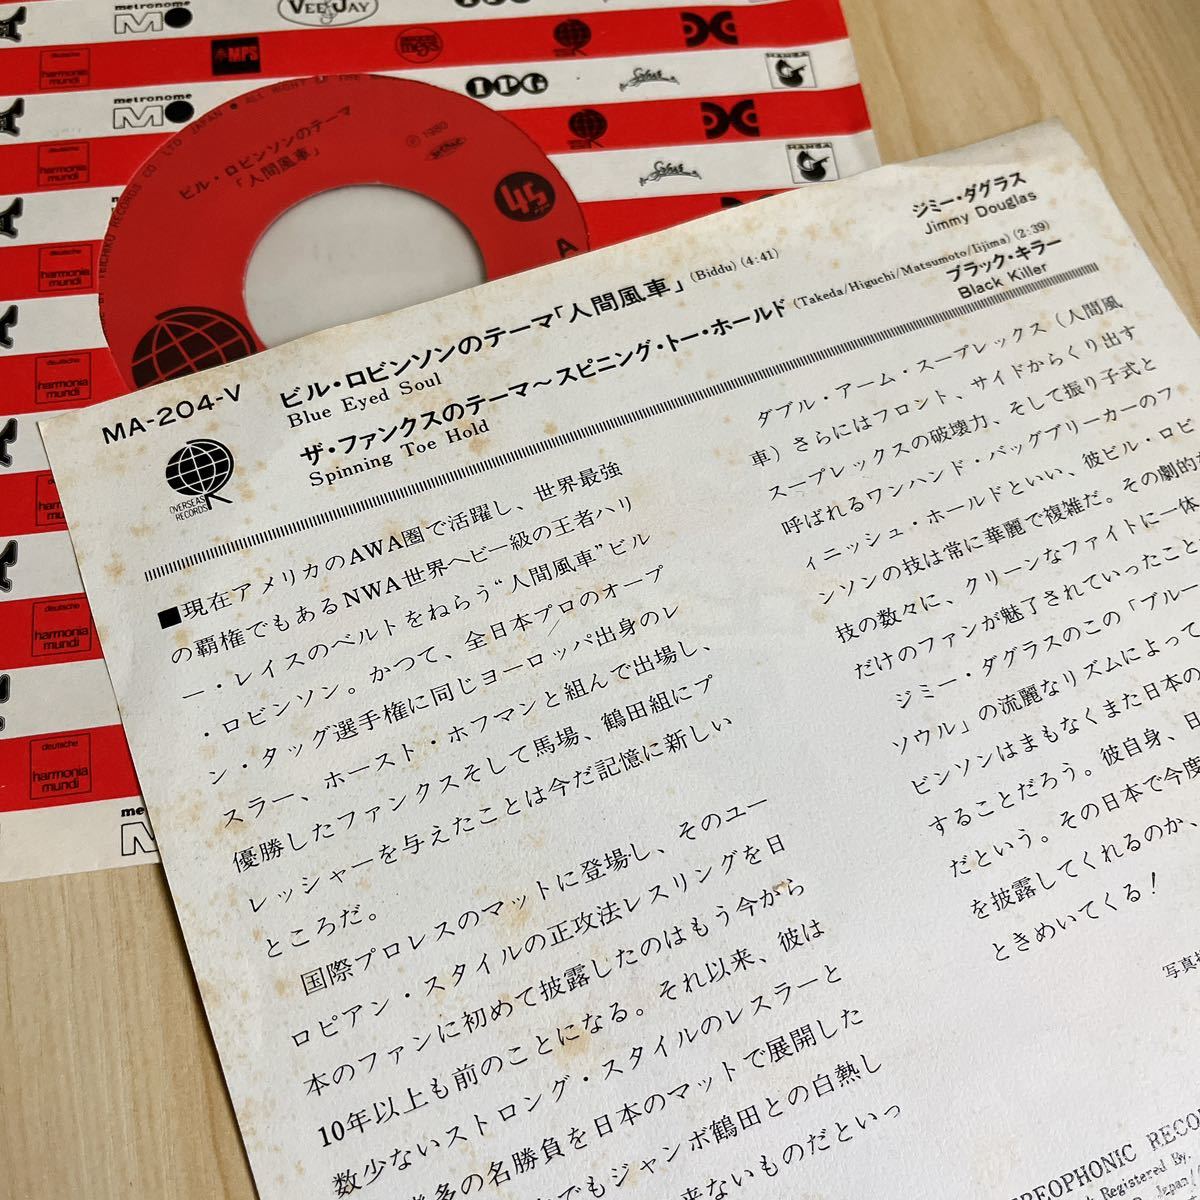 metronome
VEE JAY
deutsche
harmonia
mundi
MPS
metronome
HANSA
ビル・ロビンソンのテーマ
「人間風車」
℗1980
45
A
HANSA
deutsche
harmonia
mundi
MA-204-V
OVERSEAS
RECORDS
ビル・ロビンソンのテーマ「人間風車」(Biddu) (4:41)
Blue Eyed Soul
ジミー・ダグラス
Jimmy Douglas
ザ・ファンクスのテーマ〜スピニング・トー・ホールド (Takeda/Higuchi/Matsumoto/Iijima) (2:39)
Spinning Toe Hold
ブラック・キラー
Black Killer
■現在アメリカのAWA圏で活躍し、世界最強
の覇権でもあるNWA世界ヘビー級の王者ハリ
ー・レイスのベルトをねらう“人間風車”ビル
・ロビンソン。かつて、全日本プロのオープ
ン・タッグ選手権に同じヨーロッパ出身のレ
スラー、ホースト・ホフマンと組んで出場し、
優勝したファンクスそして馬場、鶴田組にプ
レッシャーを与えたことは今だ記憶に新しい
ところだ。
国際プロレスのマットに登場し、そのユー
ロピアン・スタイルの正攻法レスリングを日
本のファンに初めて披露したのはもう今から
10年以上も前のことになる。それ以来、彼は
数少ないストロング・スタイルのレスラーと
多の名勝負を日本のマットで展開した
でもジャンボ鶴田との白熱し
来ないものだといっ
ダブル・アーム・スープレックス（人間風
車）さらにはフロント、サイドからくり出す
スープレックスの破壊力、そして振り子式と
呼ばれるワンハンド・バッグブリーカーのフ
ィニッシュ・ホールドといい、彼ビル・ロビ
ンソンの技は常に華麗で複雑だ。その劇的
技の数々に、クリーンなファイトに一体
だけのファンが魅了されていったこと
ジミー・ダグラスのこの「ブルー
ソウル」の流麗なリズムによって
ビンソンはまもなくまた日本の
することだろう。彼自身、日
だという。その日本で今度
を披露してくれるのか、
ときめいてくる！
写真
STEREOPHONIC RECO
Registered By.
Japan/